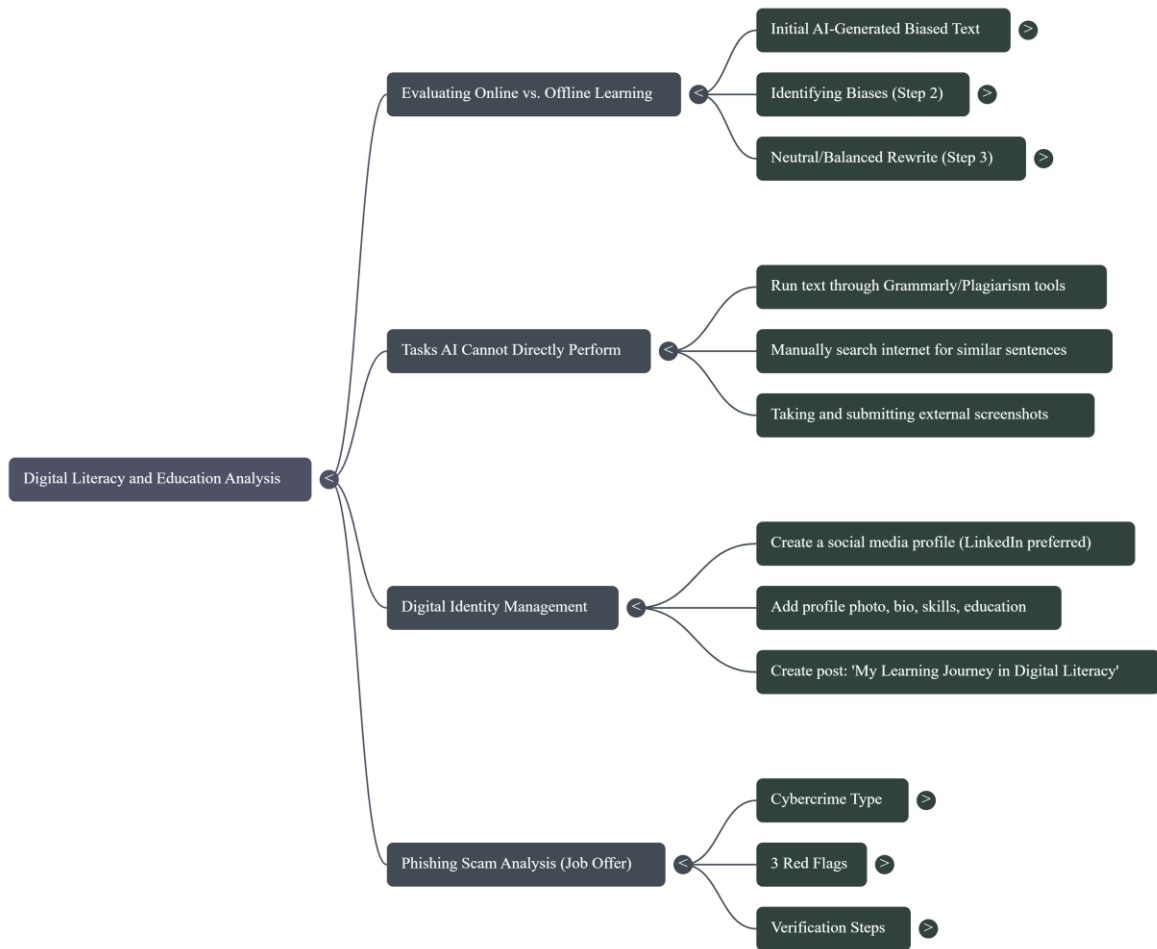 Digital Literacy and Education Analysis
<
Evaluating Online vs. Offline Learning
<
Initial AI-Generated Biased Text
>
Identifying Biases (Step 2)
>
Neutral/Balanced Rewrite (Step 3)
>
Tasks AI Cannot Directly Perform
<
Run text through Grammarly/Plagiarism tools
Manually search internet for similar sentences
Taking and submitting external screenshots
Digital Identity Management
<
Create a social media profile (LinkedIn preferred)
Add profile photo, bio, skills, education
Create post: 'My Learning Journey in Digital Literacy'
Phishing Scam Analysis (Job Offer)
<
Cybercrime Type
>
3 Red Flags
>
Verification Steps
>